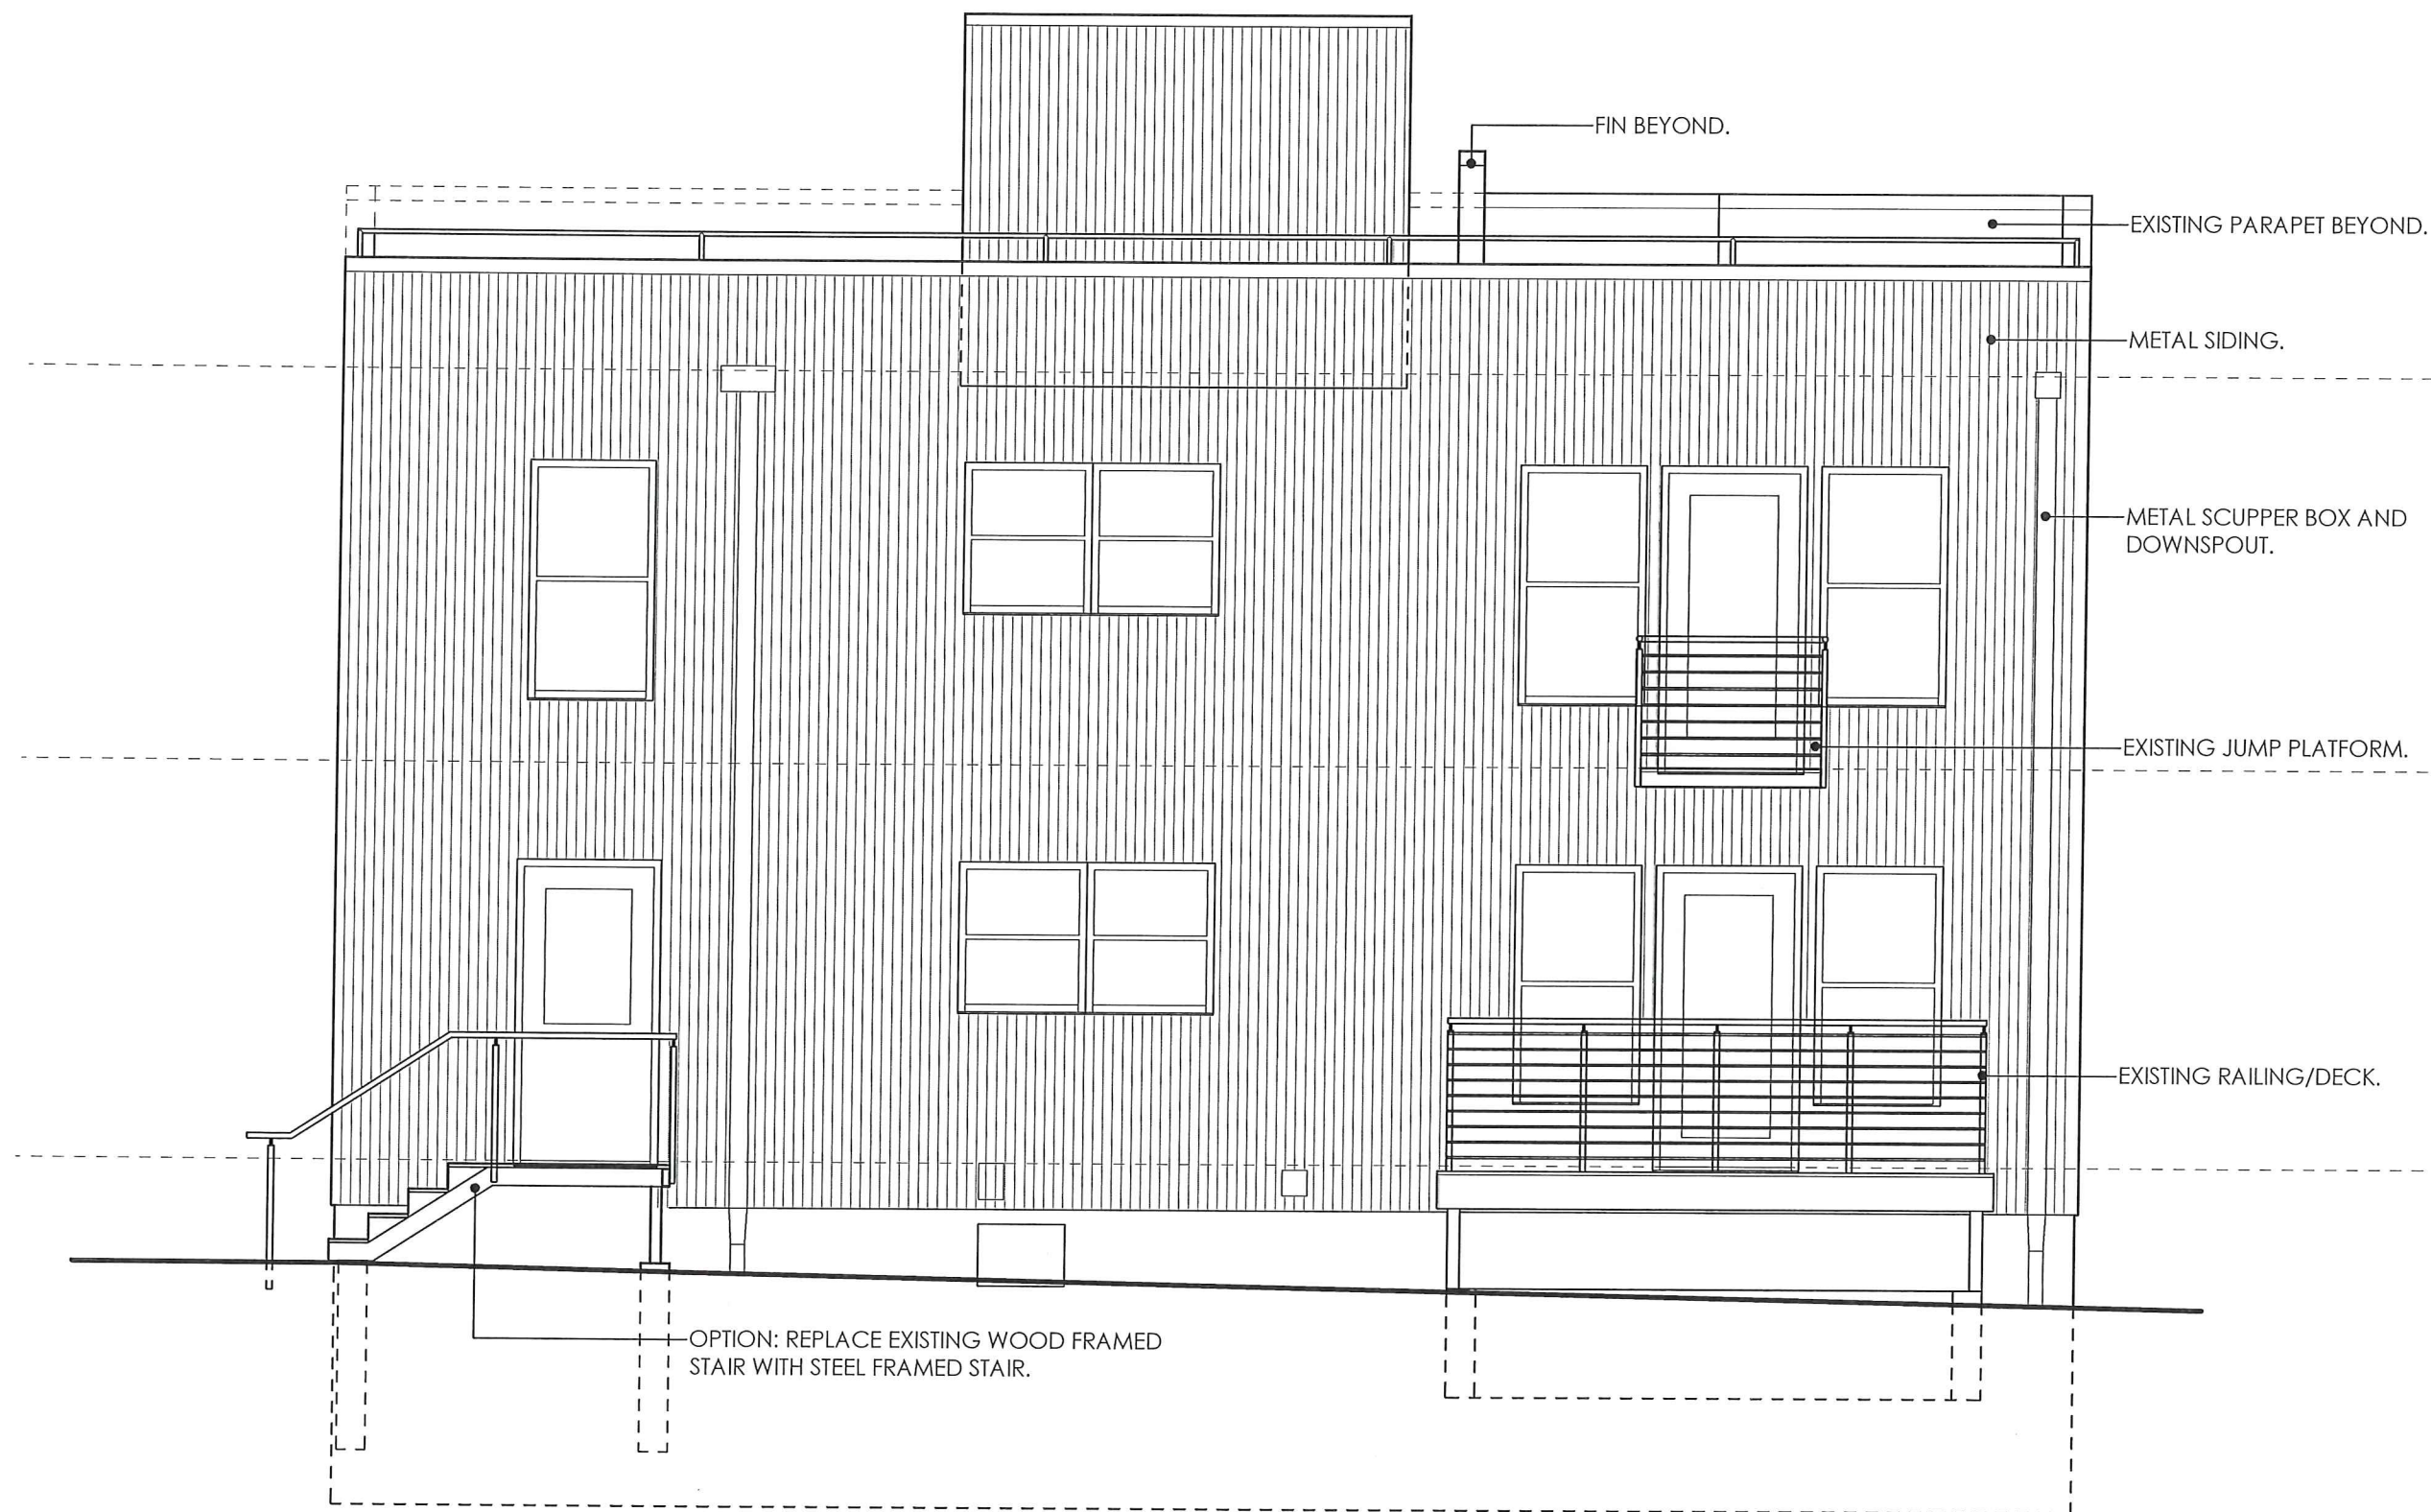 FIN BEYOND.
EXISTING PARAPET BEYOND.
METAL SIDING.
METAL SCUPPER BOX AND
DOWNSPOUT.
EXISTING JUMP PLATFORM.
EXISTING RAILING/DECK.
OPTION: REPLACE EXISTING WOOD FRAMED
STAIR WITH STEEL FRAMED STAIR.